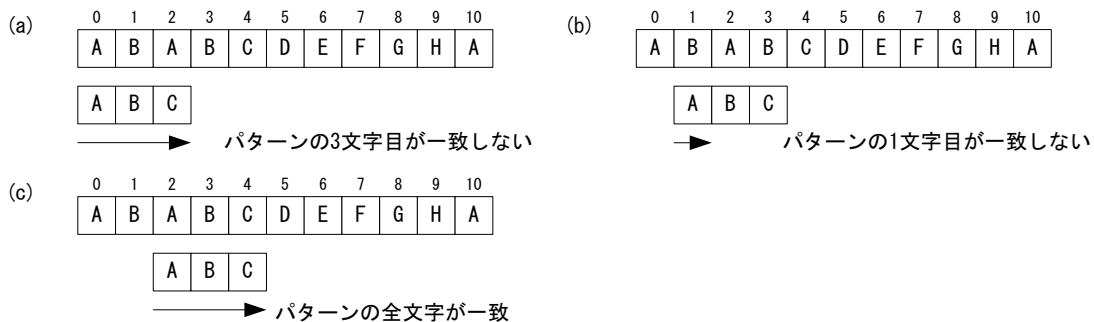 (a)
0 1 2 3 4 5 6 7 8 9 10
A B A B C D E F G H A
A B C
パターンの3文字目が一致しない
(b)
0 1 2 3 4 5 6 7 8 9 10
A B A B C D E F G H A
A B C
パターンの1文字目が一致しない
(c)
0 1 2 3 4 5 6 7 8 9 10
A B A B C D E F G H A
A B C
パターンの全文字が一致